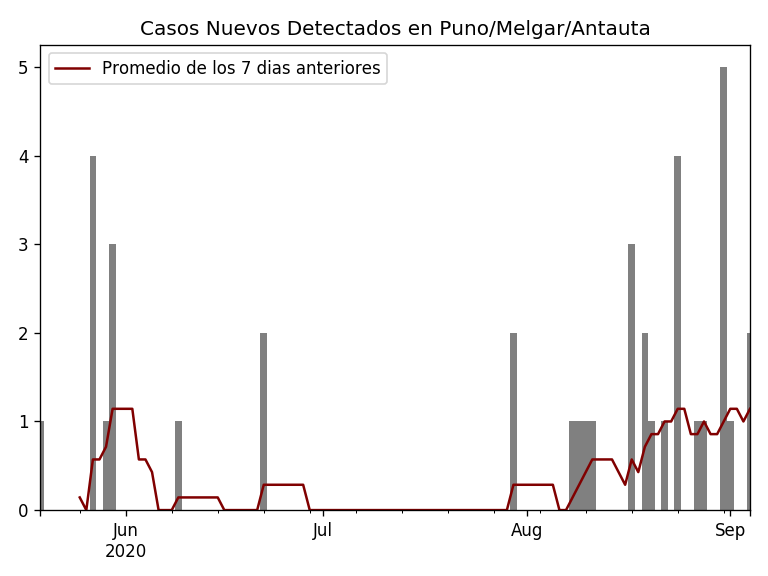 Casos Nuevos Detectados en Puno/Melgar/Antauta
Promedio de los 7 dias anteriores
5
4
3
2
1
0
Jun
2020
Jul
Aug
Sep